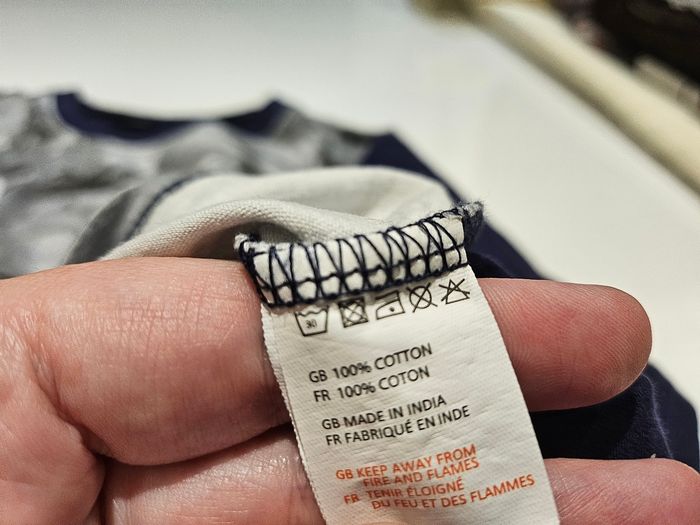 30
GB 100% COTTON
FR 100% COTON
GB MADE IN INDIA
FR FABRIQUÉ EN INDE
GB KEEP AWAY FROM
FIRE AND FLAMES
FR TENIR ÉLOIGNÉ
DU FEU ET DES FLAMMES